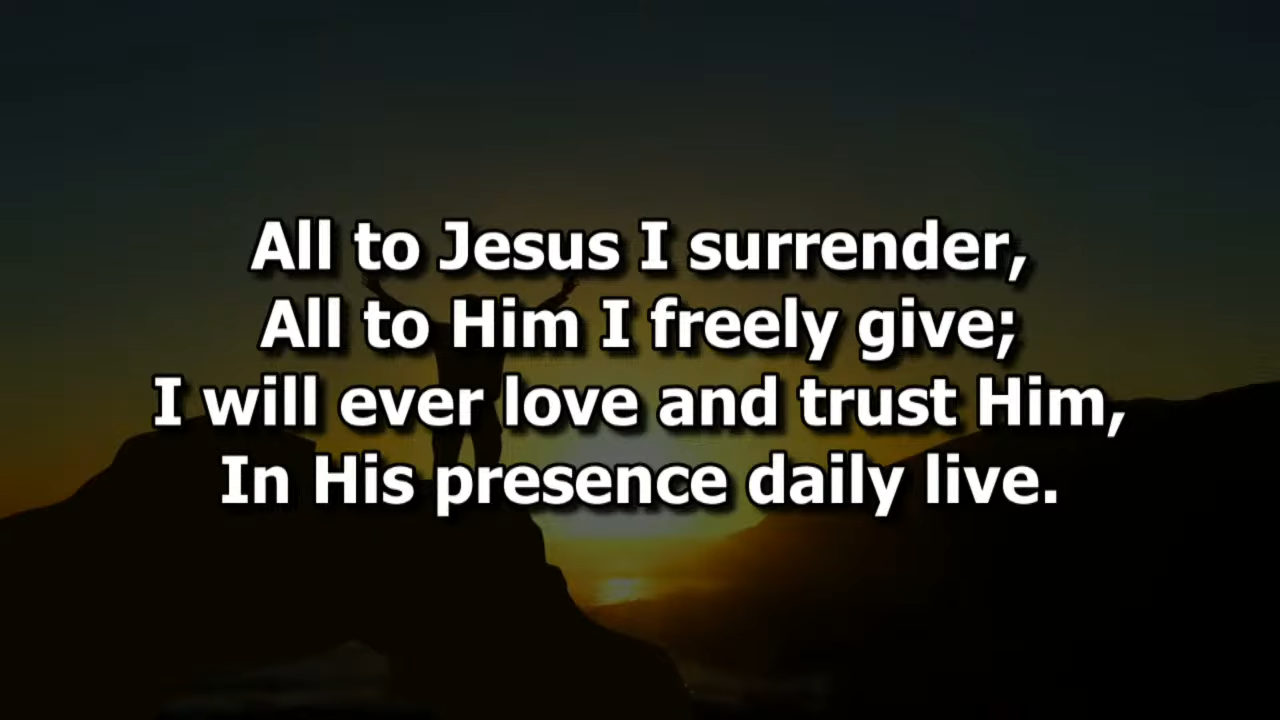 All to Jesus I surrender,
All to Him I freely give;
I will ever love and trust Him,
In His presence daily live.